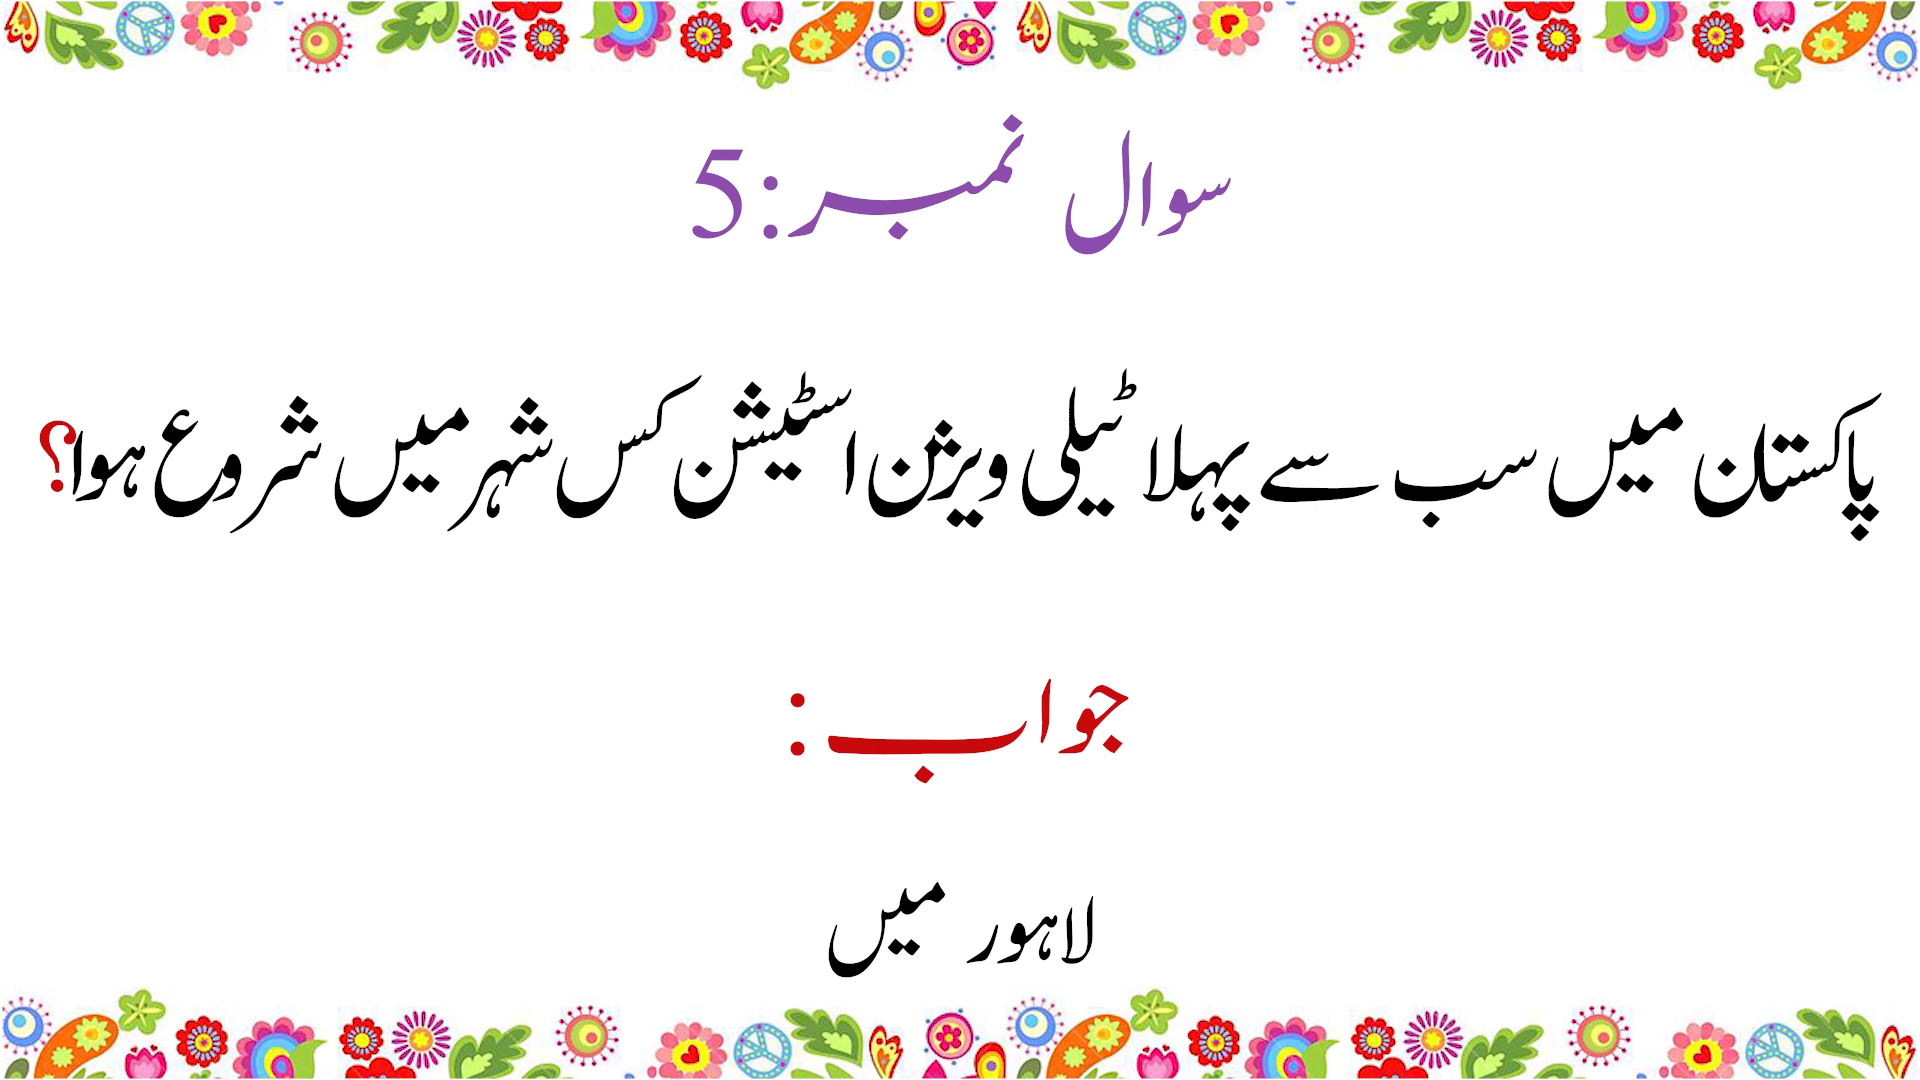 سوال نمبر:5
پاکستان میں سب سے پہلا ٹیلی ویژن اسٹیشن کس شہر میں شروع ہوا؟
جواب:
لاہور میں